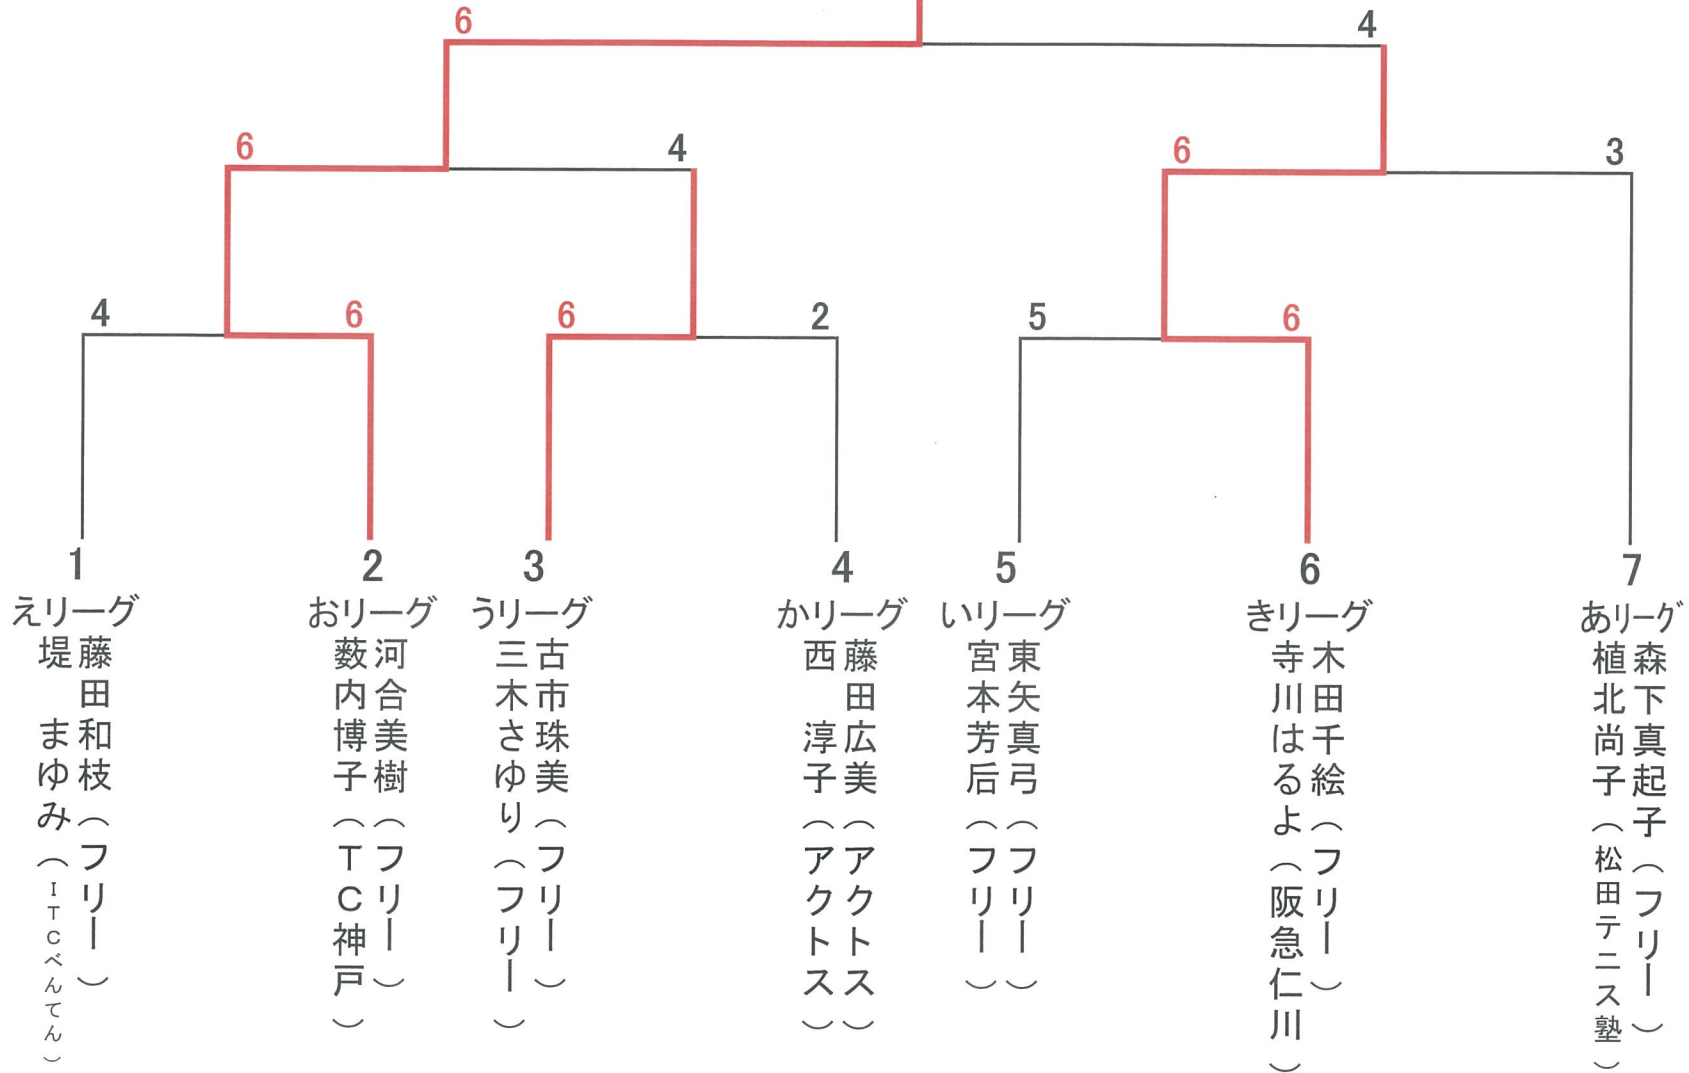 6
4
6
4
6
3
4
6
6
2
5
6
1
2
3
4
5
6
7
えリーグ
おリーグ
うリーグ
かリーグ
いリーグ
きリーグ
あリーグ
藤田和枝（フリー）
堤　まゆみ（ITCべんてん）
河合美樹（フリー）
薮内博子（TC神戸）
古市珠美（フリー）
三木さゆり（フリー）
藤田広美（アクトス）
西　淳子（アクトス）
東矢真弓（フリー）
宮本芳后（フリー）
木田千絵（フリー）
寺川はるよ（阪急仁川）
森下真起子（フリー）
植北尚子（松田テニス塾）